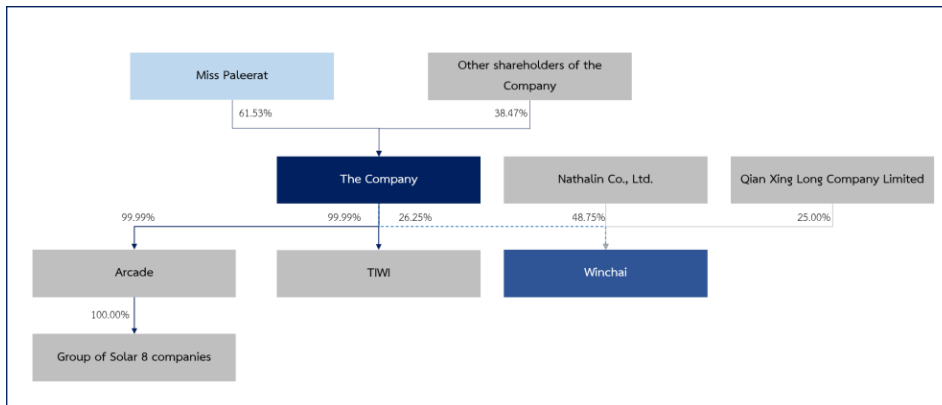 Miss Paleerat
Other shareholders of the
Company
61.53%
38.47%
The Company
Nathalin Co., Ltd.
Qian Xing Long Company Limited
99.99%
99.99%
26.25%
48.75%
25.00%
Arcade
TIWI
Winchai
100.00%
Group of Solar 8 companies